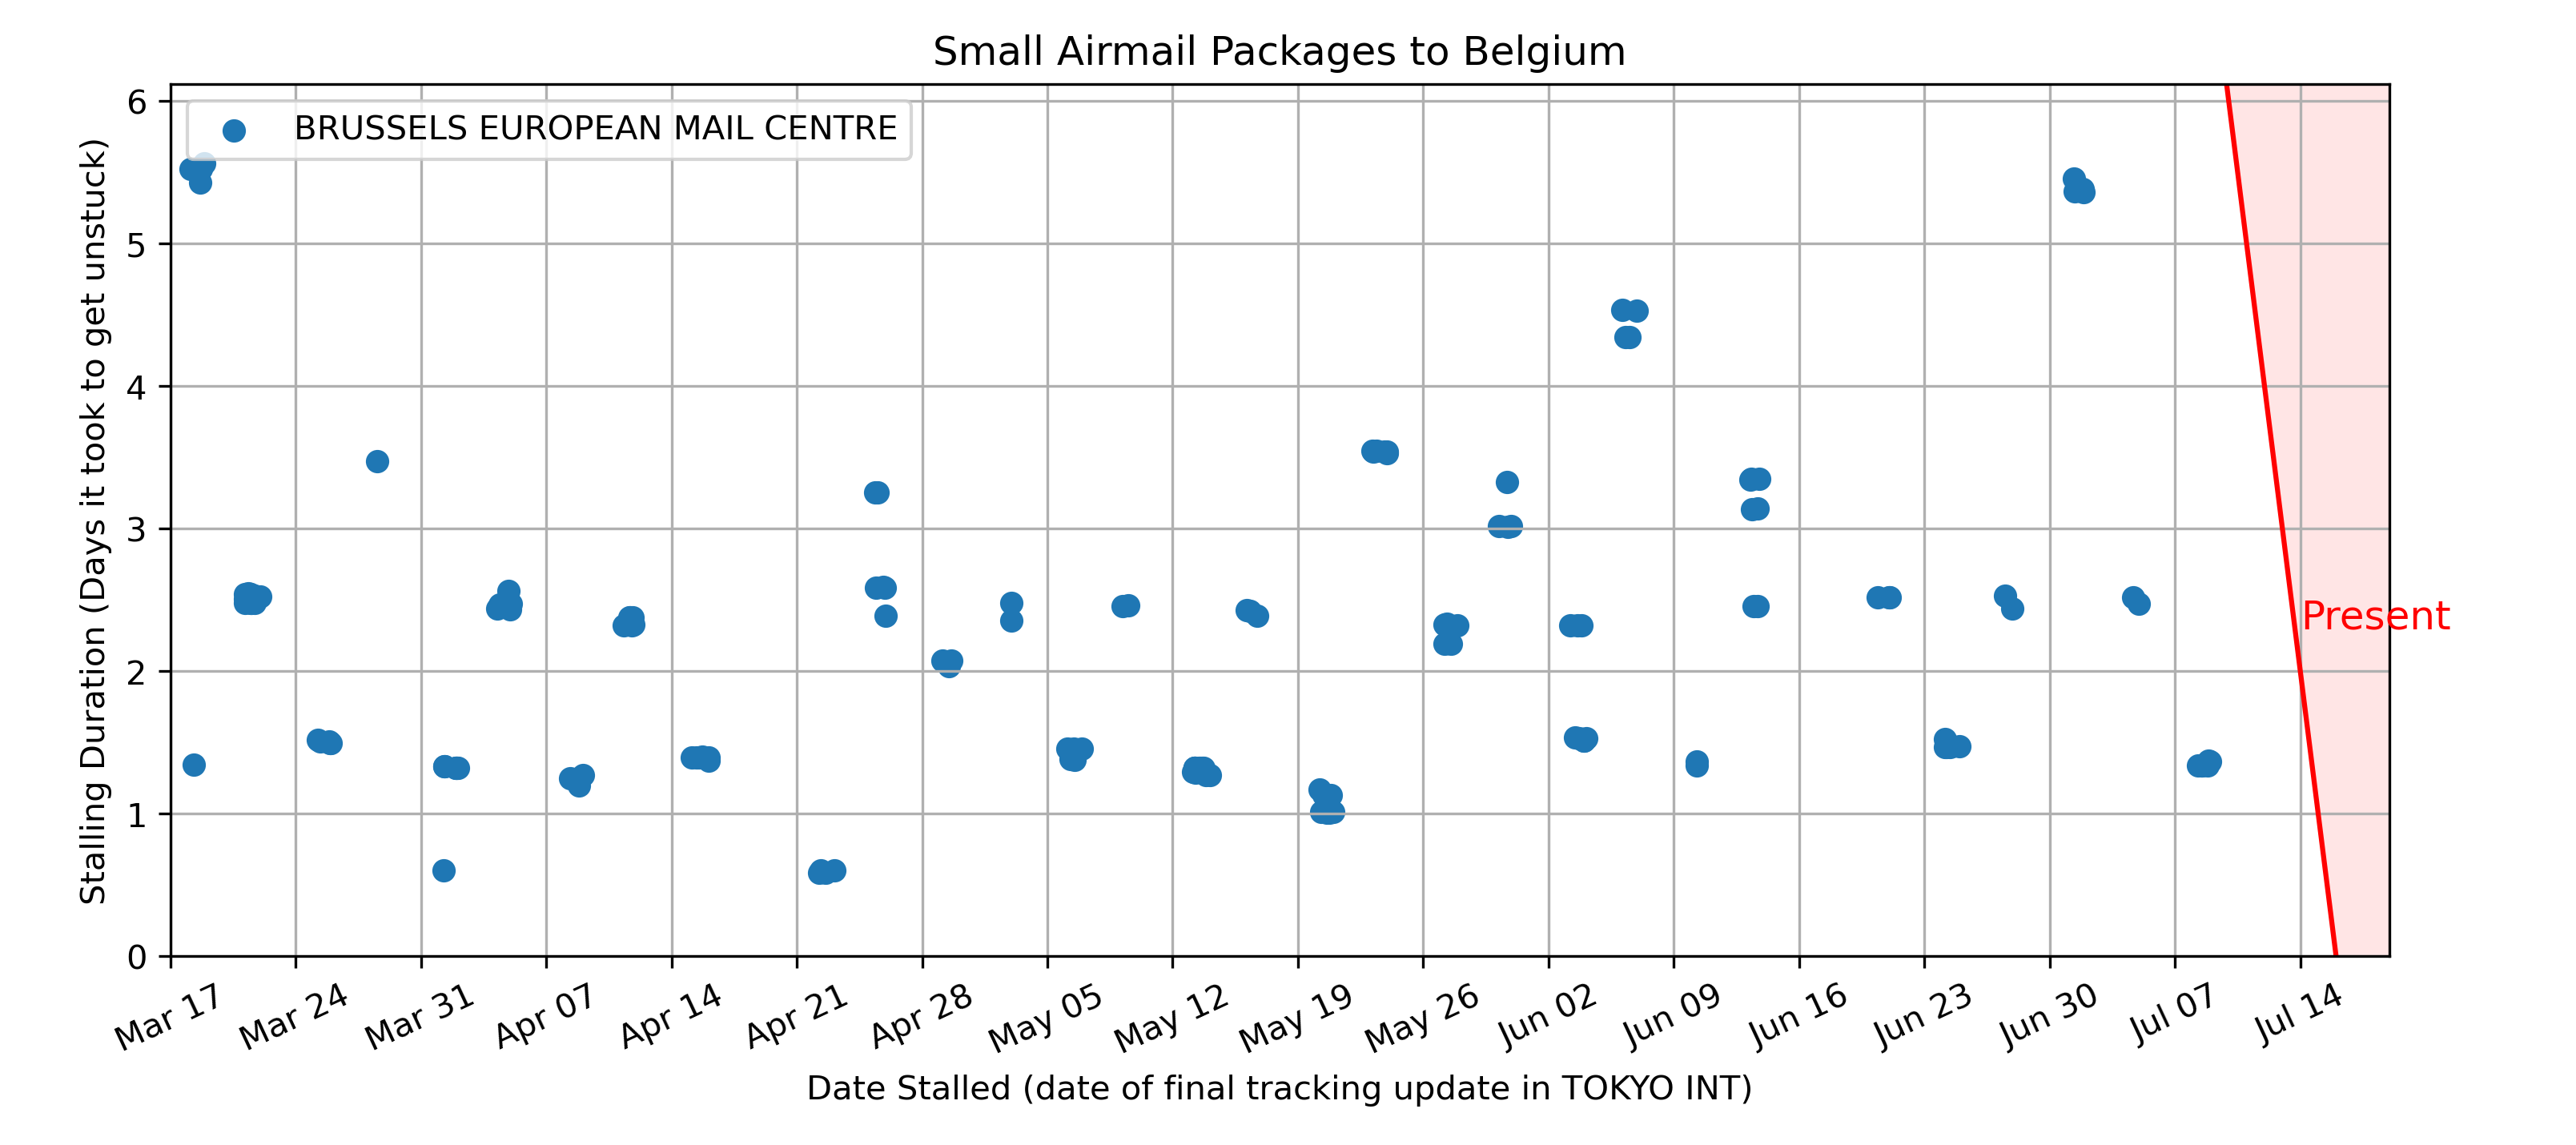 Small Airmail Packages to Belgium
BRUSSELS EUROPEAN MAIL CENTRE
Stalling Duration (Days it took to get unstuck)
6
5
4
3
2
1
0
Present
Mar 17
Mar 24
Mar 31
Apr 07
Apr 14
Apr 21
Apr 28
May 05
May 12
May 19
May 26
Jun 02
Jun 09
Jun 16
Jun 23
Jun 30
Jul 07
Jul 14
Date Stalled (date of final tracking update in TOKYO INT)